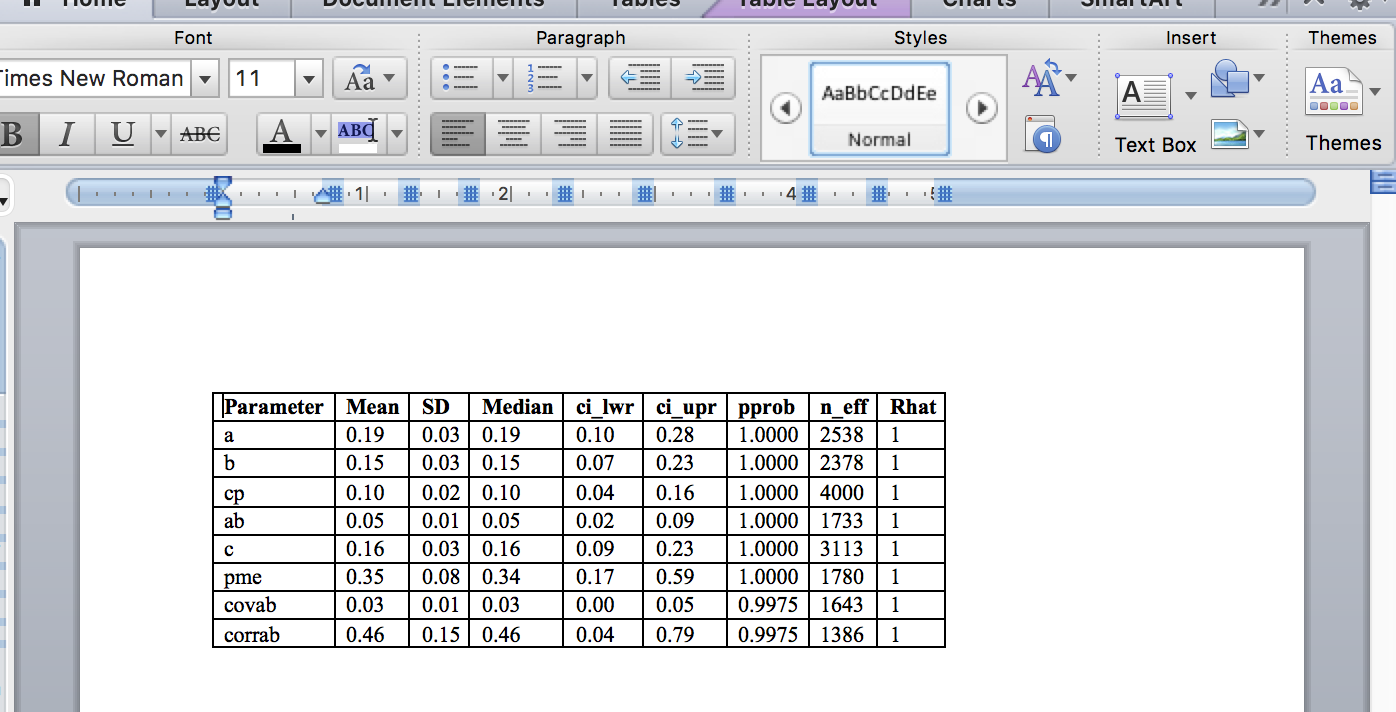 Home Layout Document Elements Tables Table Layout Charts SmartArt
Font Paragraph Styles Insert Themes
Times New Roman 11 Aa AaBbCcDdEe A Aa
B I U ABC A ABC Normal Text Box Themes
1 2 4 5
Parameter Mean SD Median ci_lwr ci_upr pprob n_eff Rhat
a 0.19 0.03 0.19 0.10 0.28 1.0000 2538 1
b 0.15 0.03 0.15 0.07 0.23 1.0000 2378 1
cp 0.10 0.02 0.10 0.04 0.16 1.0000 4000 1
ab 0.05 0.01 0.05 0.02 0.09 1.0000 1733 1
c 0.16 0.03 0.16 0.09 0.23 1.0000 3113 1
pme 0.35 0.08 0.34 0.17 0.59 1.0000 1780 1
covab 0.03 0.01 0.03 0.00 0.05 0.9975 1643 1
corrab 0.46 0.15 0.46 0.04 0.79 0.9975 1386 1